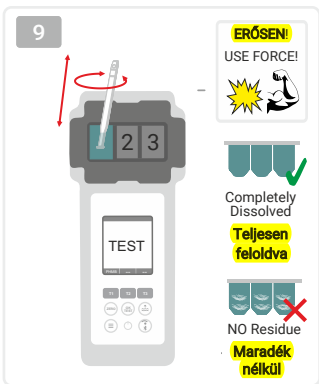 9
ERŐSEN!
USE FORCE!
2 3
Completely
Dissolved
Teljesen
feloldva
TEST
NO Residue
Maradék
nélkül